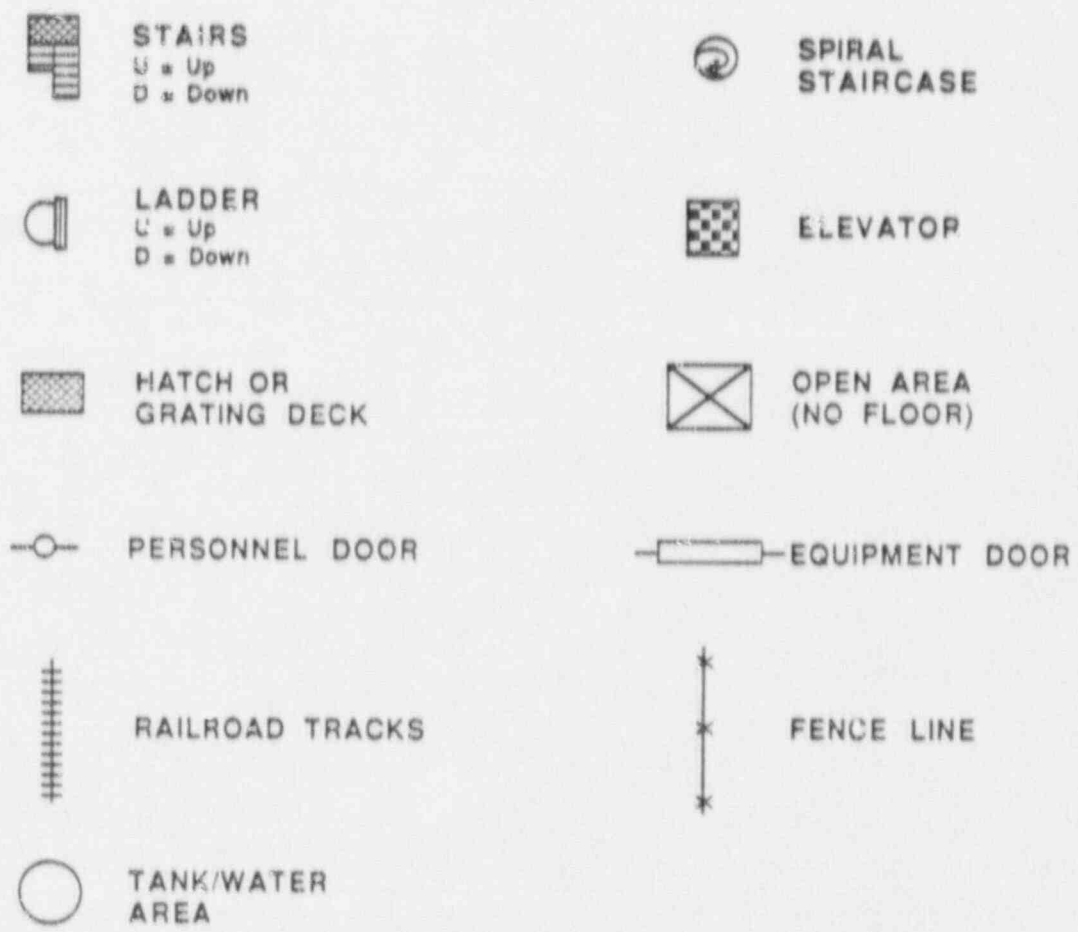 STAIRS
U = Up
D = Down
SPIRAL
STAIRCASE
LADDER
U = Up
D = Down
ELEVATOR
HATCH OR
GRATING DECK
OPEN AREA
(NO FLOOR)
PERSONNEL DOOR
EQUIPMENT DOOR
RAILROAD TRACKS
FENCE LINE
TANK/WATER
AREA